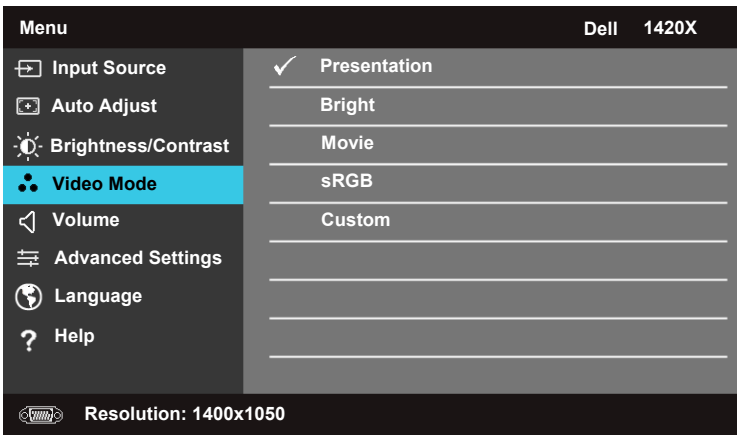 Menu Dell 1420X
Input Source
Auto Adjust
Brightness/Contrast
Video Mode
Volume
Advanced Settings
Language
? Help
Presentation
Bright
Movie
sRGB
Custom
Resolution: 1400x1050